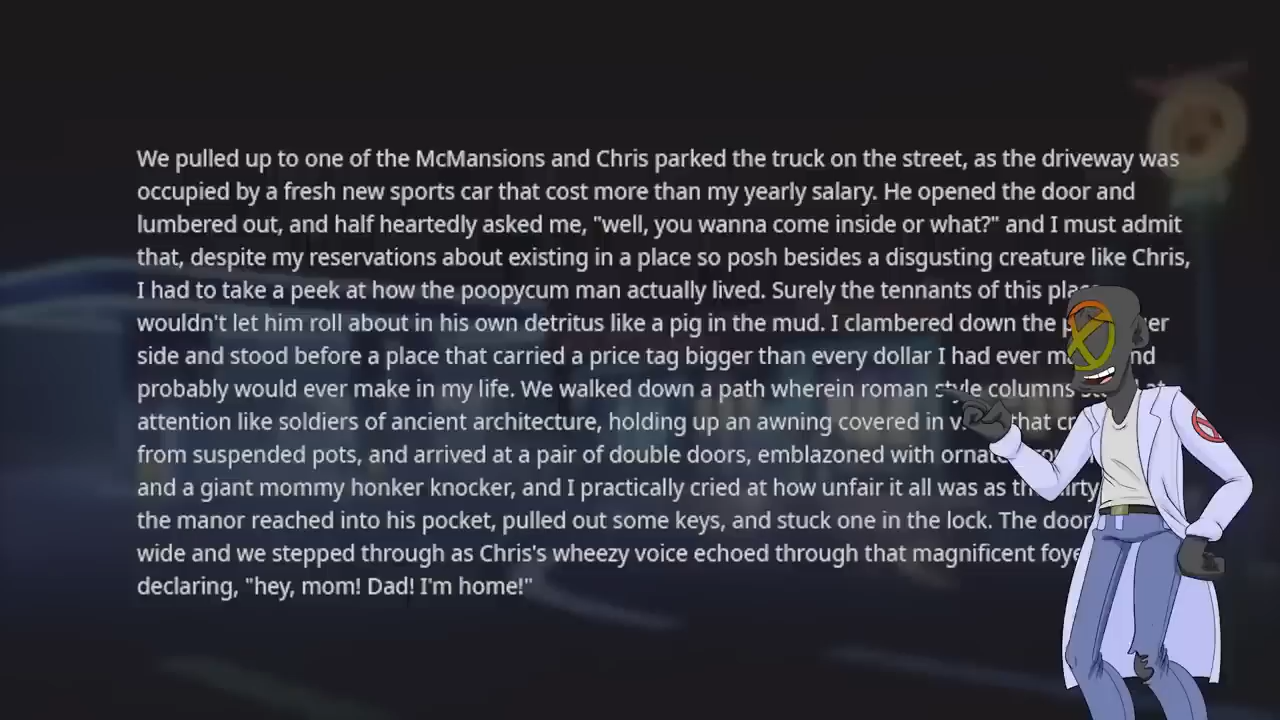 We pulled up to one of the McMansions and Chris parked the truck on the street, as the driveway was
occupied by a fresh new sports car that cost more than my yearly salary. He opened the door and
lumbered out, and half heartedly asked me, "well, you wanna come inside or what?" and I must admit
that, despite my reservations about existing in a place so posh besides a disgusting creature like Chris,
I had to take a peek at how the poopycum man actually lived. Surely the tennants of this
wouldn't let him roll about in his own detritus like a pig in the mud. I clambered down the
side and stood before a place that carried a price tag bigger than every dollar I had ever
probably would ever make in my life. We walked down a path wherein roman style columns
attention like soldiers of ancient architecture, holding up an awning covered in that
from suspended pots, and arrived at a pair of double doors, emblazoned with
and a giant mommy honker knocker, and I practically cried at how unfair it all was as
the manor reached into his pocket, pulled out some keys, and stuck one in the lock. The
wide and we stepped through as Chris's wheezy voice echoed through that magnificent
declaring, "hey, mom! Dad! I'm home!"